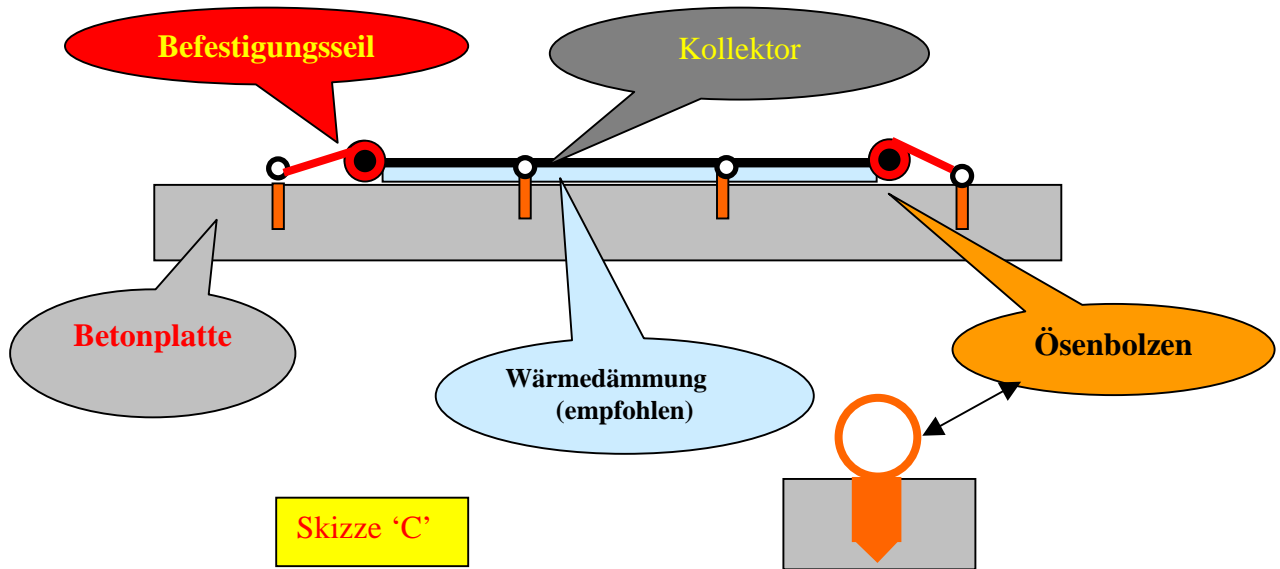 Befestigungsseil
Kollektor
Betonplatte
Wärmedämmung
(empfohlen)
Ösenbolzen
Skizze ‘C’